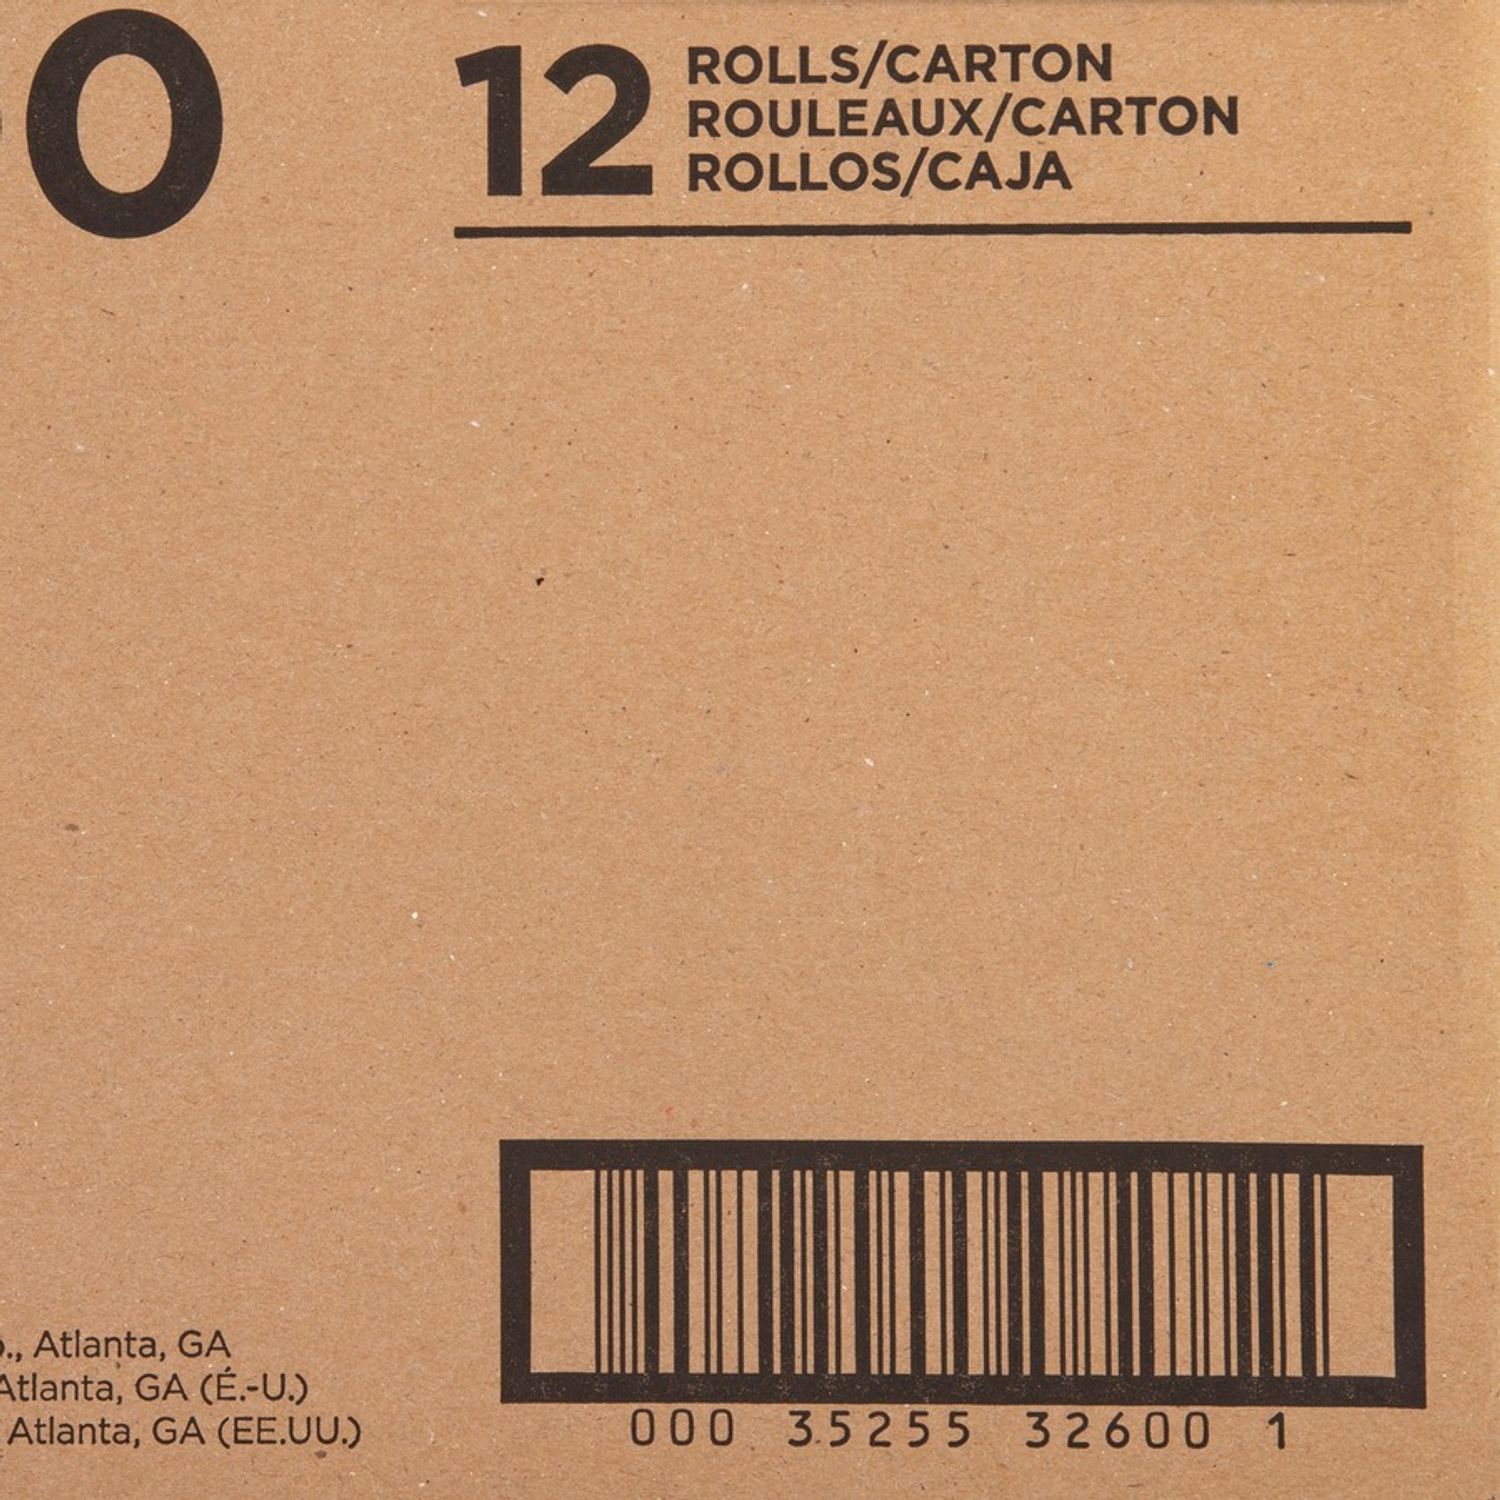 0
12 ROLLS/CARTON
ROULEAUX/CARTON
ROLLOS/CAJA
Atlanta, GA
Atlanta, GA (É.-U.)
Atlanta, GA (EE.UU.)
000 35255 32600 1